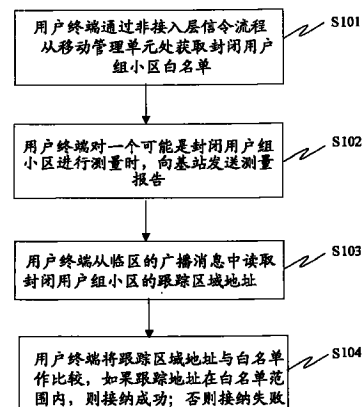 用户终端通过非接入层信令流程
从移动管理单元处获取封闭用户
组小区白名单
S101
用户终端对一个可能是封闭用户组
小区进行测量时，向基站发送测量
报告
S102
用户终端从临区的广播消息中读取
封闭用户组小区的跟踪区域地址
S103
用户终端将跟踪区域地址与白名单
作比较，如果跟踪地址在白名单范
围内，则接纳成功；否则接纳失败
S104